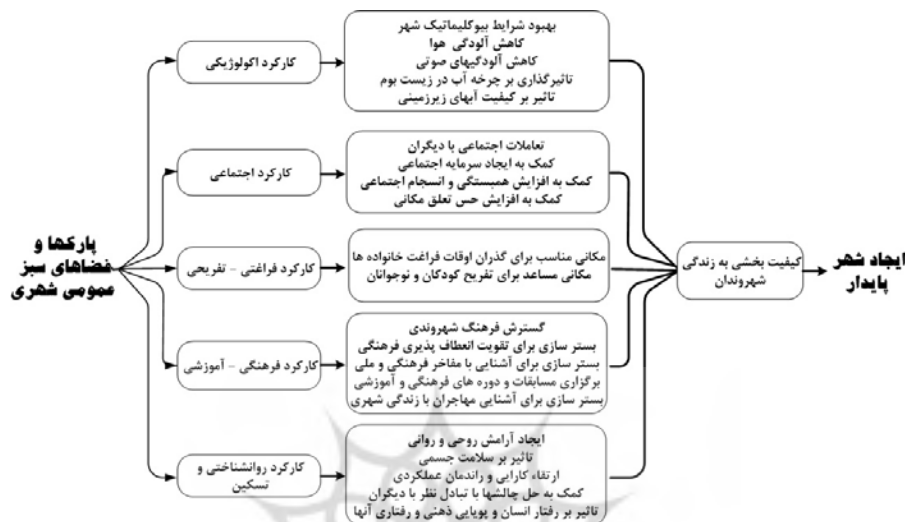 پارکها و
فضاهای سبز
عمومی شهری
کارکرد اکولوژیکی
بهبود شرایط بیوکلیماتیک شهر
کاهش آلودگی هوا
کاهش آلودگیهای صوتی
تاثیرگذاری بر چرخه آب در زیست بوم
تاثیر بر کیفیت آبهای زیرزمینی
کارکرد اجتماعی
تعاملات اجتماعی با دیگران
کمک به ایجاد سرمایه اجتماعی
کمک به افزایش همبستگی و انسجام اجتماعی
کمک به افزایش حس تعلق مکانی
کارکرد فراغتی - تفریحی
مکانی مناسب برای گذران اوقات فراغت خانواده ها
مکانی مساعد برای تفریح کودکان و نوجوانان
کارکرد فرهنگی - آموزشی
گسترش فرهنگ شهروندی
بستر سازی برای تقویت انعطاف پذیری فرهنگی
بستر سازی برای آشنایی با مفاخر فرهنگی و ملی
برگزاری مسابقات و دوره های فرهنگی و آموزشی
بستر سازی برای آشنایی مهاجران با زندگی شهری
کارکرد روانشناختی و
تسکین
ایجاد آرامش روحی و روانی
تاثیر بر سلامت جسمی
ارتقاء کارایی و راندمان عملکردی
کمک به حل چالشها با تبادل نظر با دیگران
تاثیر بر رفتار انسان و پویایی ذهنی و رفتاری آنها
کیفیت بخشی به زندگی
شهروندان
ایجاد شهر
پایدار